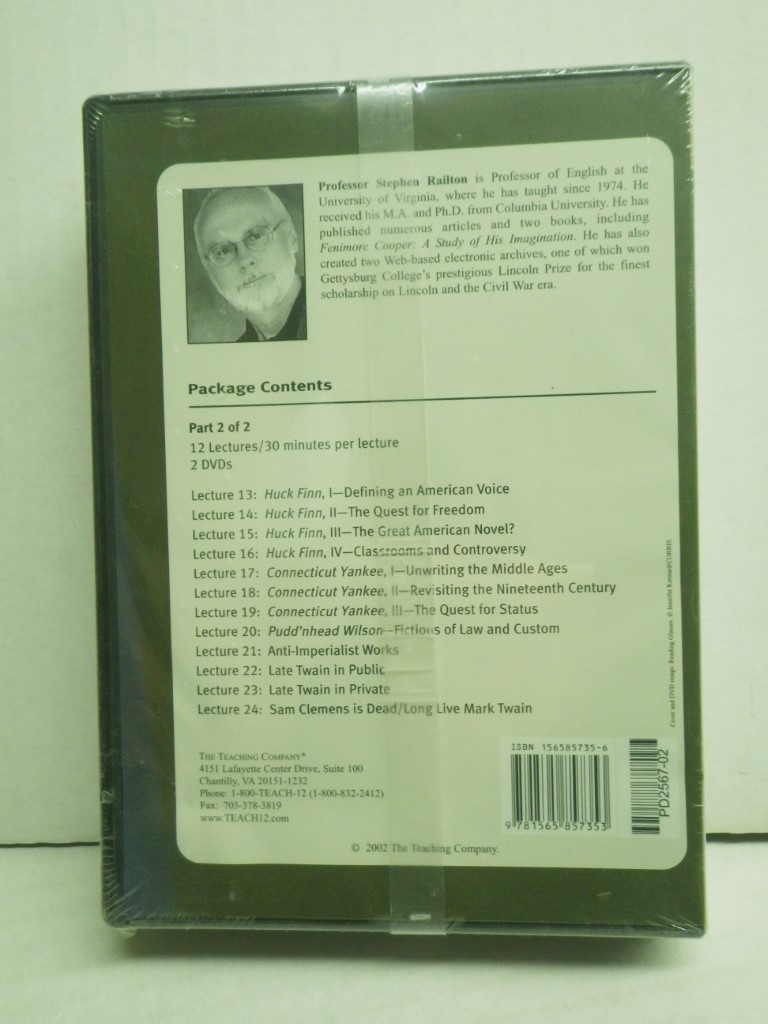 Professor Stephen Railton is Professor of English at the
University of Virginia, where he has taught since 1974. He
received his M.A. and Ph.D. from Columbia University. He has
published numerous articles and two books, including
Fenimore Cooper: A Study of His Imagination. He has also
created two Web-based electronic archives, one of which won
Gettysburg College's prestigious Lincoln Prize for the finest
scholarship on Lincoln and the Civil War era.
Package Contents
Part 2 of 2
12 Lectures/30 minutes per lecture
2 DVDs
Lecture 13: Huck Finn, I—Defining an American Voice
Lecture 14: Huck Finn, II—The Quest for Freedom
Lecture 15: Huck Finn, III—The Great American Novel?
Lecture 16: Huck Finn, IV—Classrooms and Controversy
Lecture 17: Connecticut Yankee, I—Unwriting the Middle Ages
Lecture 18: Connecticut Yankee, II—Revisiting the Nineteenth Century
Lecture 19: Connecticut Yankee, III—The Quest for Status
Lecture 20: Pudd'nhead Wilson—Fictions of Law and Custom
Lecture 21: Anti-Imperialist Works
Lecture 22: Late Twain in Public
Lecture 23: Late Twain in Private
Lecture 24: Sam Clemens is Dead/Long Live Mark Twain
Cover and DVD image: Reading Glasses © Jennifer Kennard/CORBIS
THE TEACHING COMPANY®
4151 Lafayette Center Drive, Suite 100
Chantilly, VA 20151-1232
Phone: 1-800-TEACH-12 (1-800-832-2412)
Fax: 703-378-3819
www.TEACH12.com
ISBN 156585735-6
9 781565 857353
PD2567-02
© 2002 The Teaching Company.